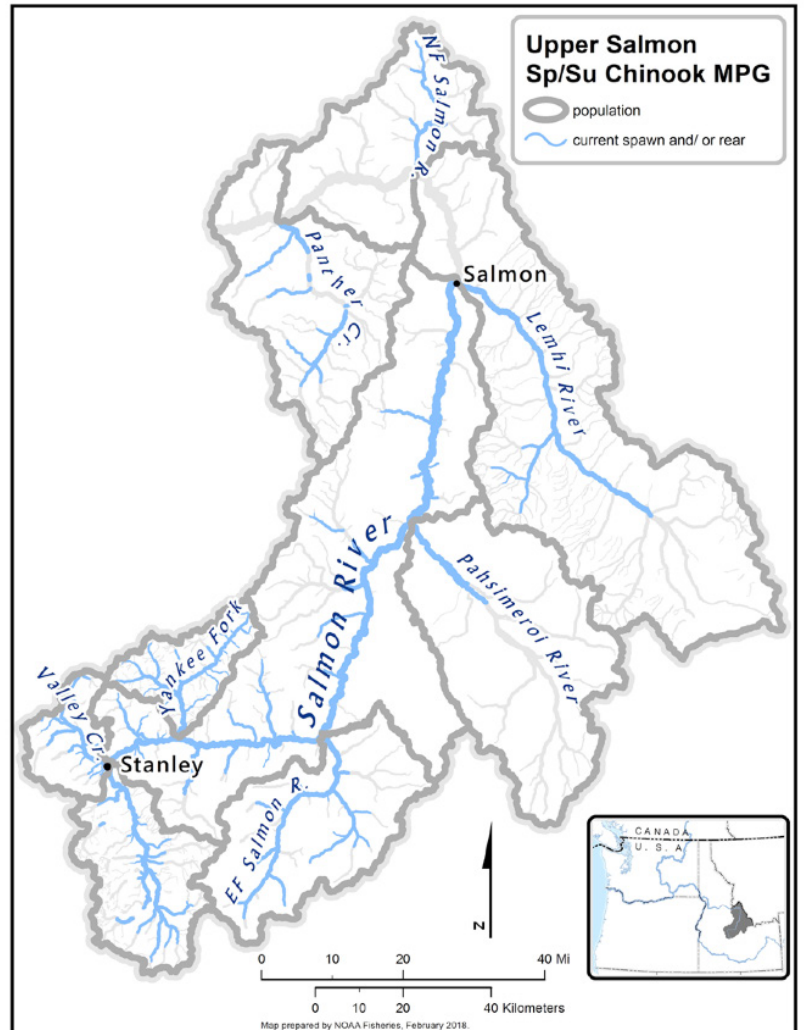 Upper Salmon
Sp/Su Chinook MPG
population
current spawn and/ or rear
NF Salmon R.
Panther Cr.
Salmon
Lemhi River
Salmon River
Pahsimeroi River
Yankee Fork
Valley Cr.
Stanley
EF Salmon R.
N
CANADA
U. S. A
0 10 20 40 Mi
0 10 20 40 Kilometers
Map prepared by NOAA Fisheries, February 2018.